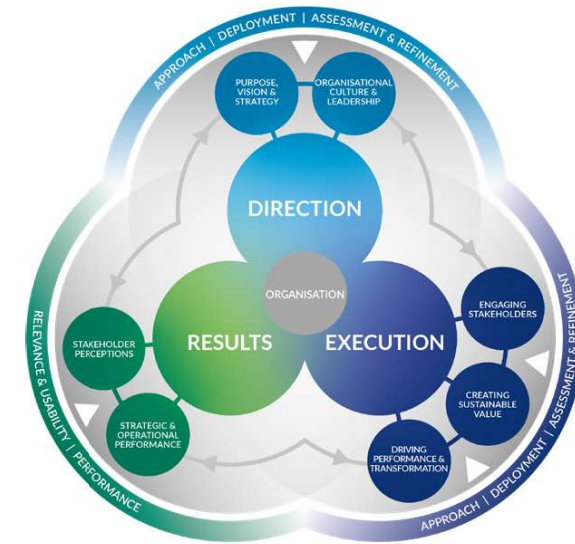 APPROACH | DEPLOYMENT | ASSESSMENT & REFINEMENT
PURPOSE,
VISION &
STRATEGY
ORGANISATIONAL
CULTURE &
LEADERSHIP
DIRECTION
ORGANISATION
RESULTS
EXECUTION
STAKEHOLDER
PERCEPTIONS
STRATEGIC &
OPERATIONAL
PERFORMANCE
ENGAGING
STAKEHOLDERS
CREATING
SUSTAINABLE
VALUE
DRIVING
PERFORMANCE &
TRANSFORMATION
RELEVANCE & USABILITY | PERFORMANCE
APPROACH | DEPLOYMENT | ASSESSMENT & REFINEMENT